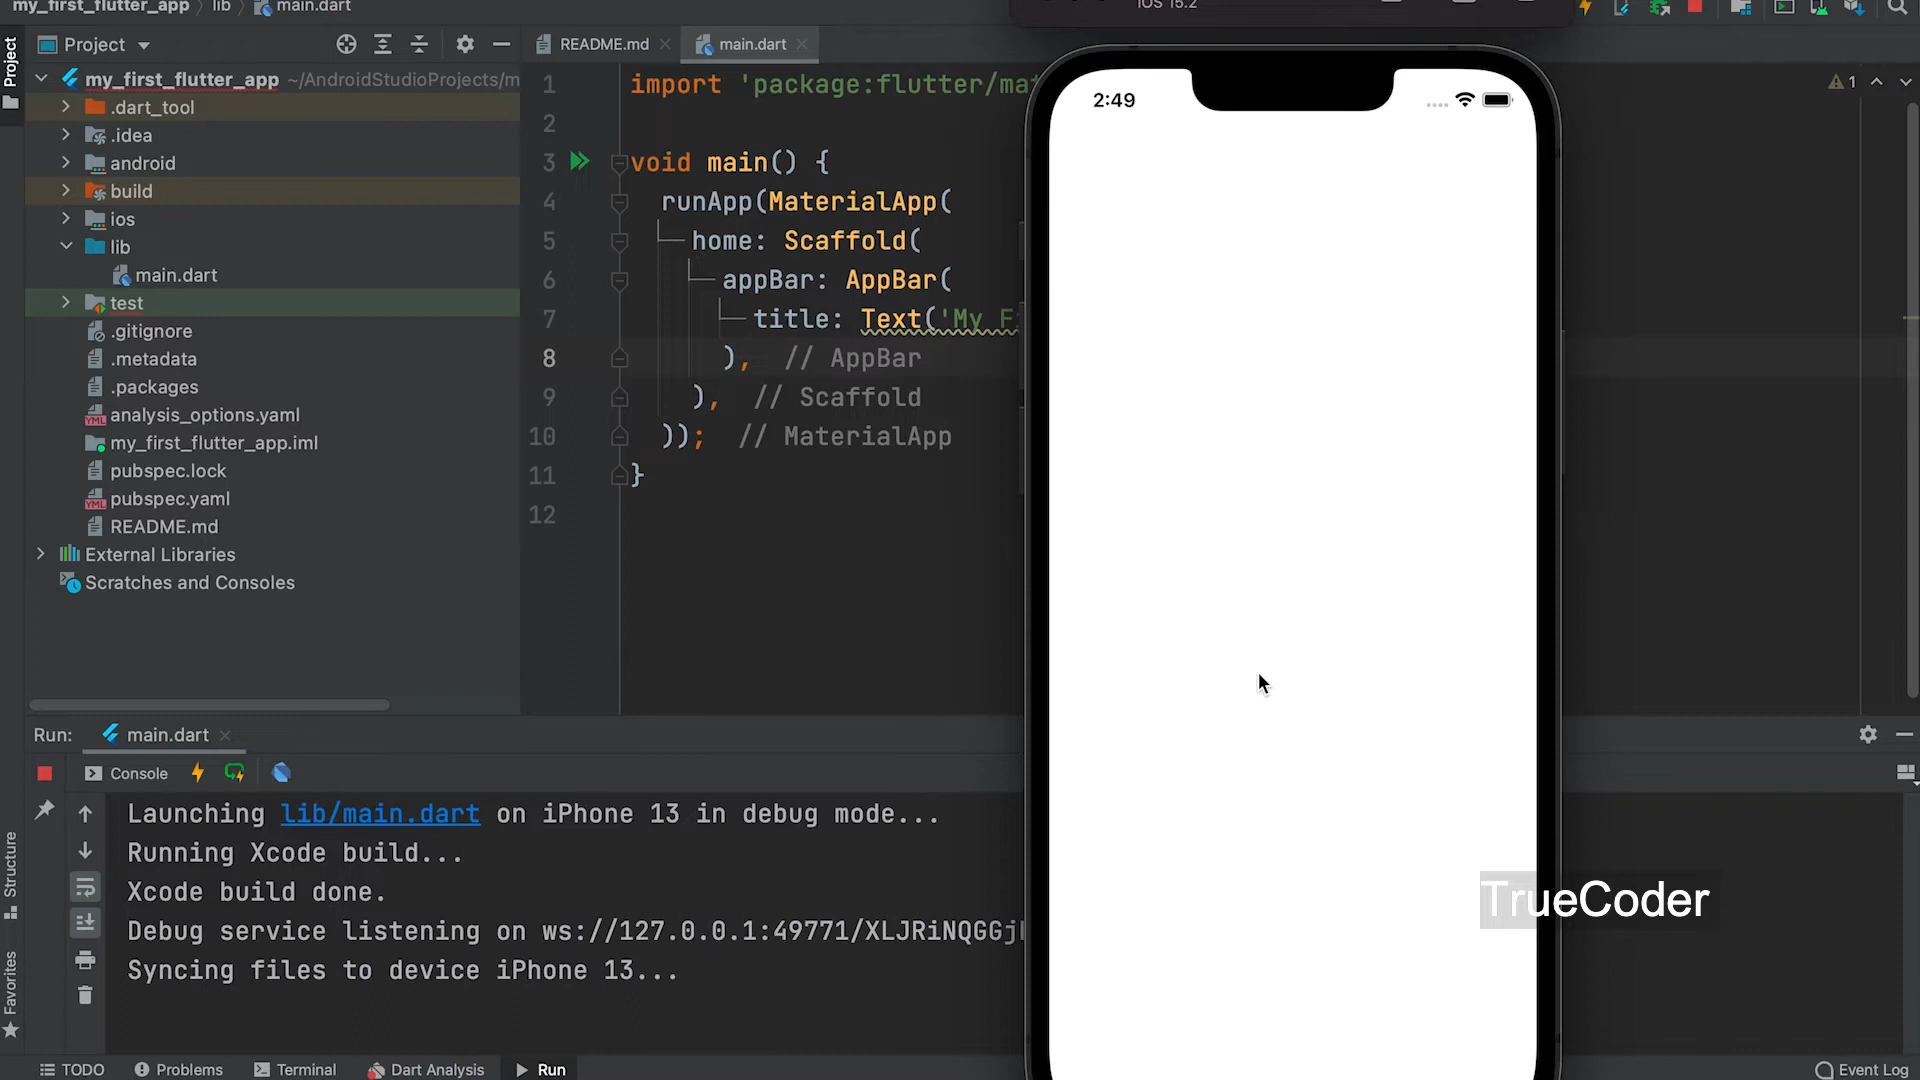 my_first_flutter_app lib main.dart
iOS 15.2
Project
Project
README.md
main.dart
my_first_flutter_app ~/AndroidStudioProjects/m
.dart_tool
.idea
android
build
ios
lib
main.dart
test
.gitignore
.metadata
.packages
analysis_options.yaml
my_first_flutter_app.iml
pubspec.lock
pubspec.yaml
README.md
External Libraries
Scratches and Consoles
1 import 'package:flutter/mat
2
3 void main() {
4 runApp(MaterialApp(
5 home: Scaffold(
6 appBar: AppBar(
7 title: Text('My Fi
8 ), // AppBar
9 ), // Scaffold
10 )); // MaterialApp
11 }
12
1
2:49
Run: main.dart
Console
Launching lib/main.dart on iPhone 13 in debug mode...
Running Xcode build...
Xcode build done.
Debug service listening on ws://127.0.0.1:49771/XLJRiNQGGj
Syncing files to device iPhone 13...
TrueCoder
Structure
Favorites
TODO Problems Terminal Dart Analysis Run Event Log